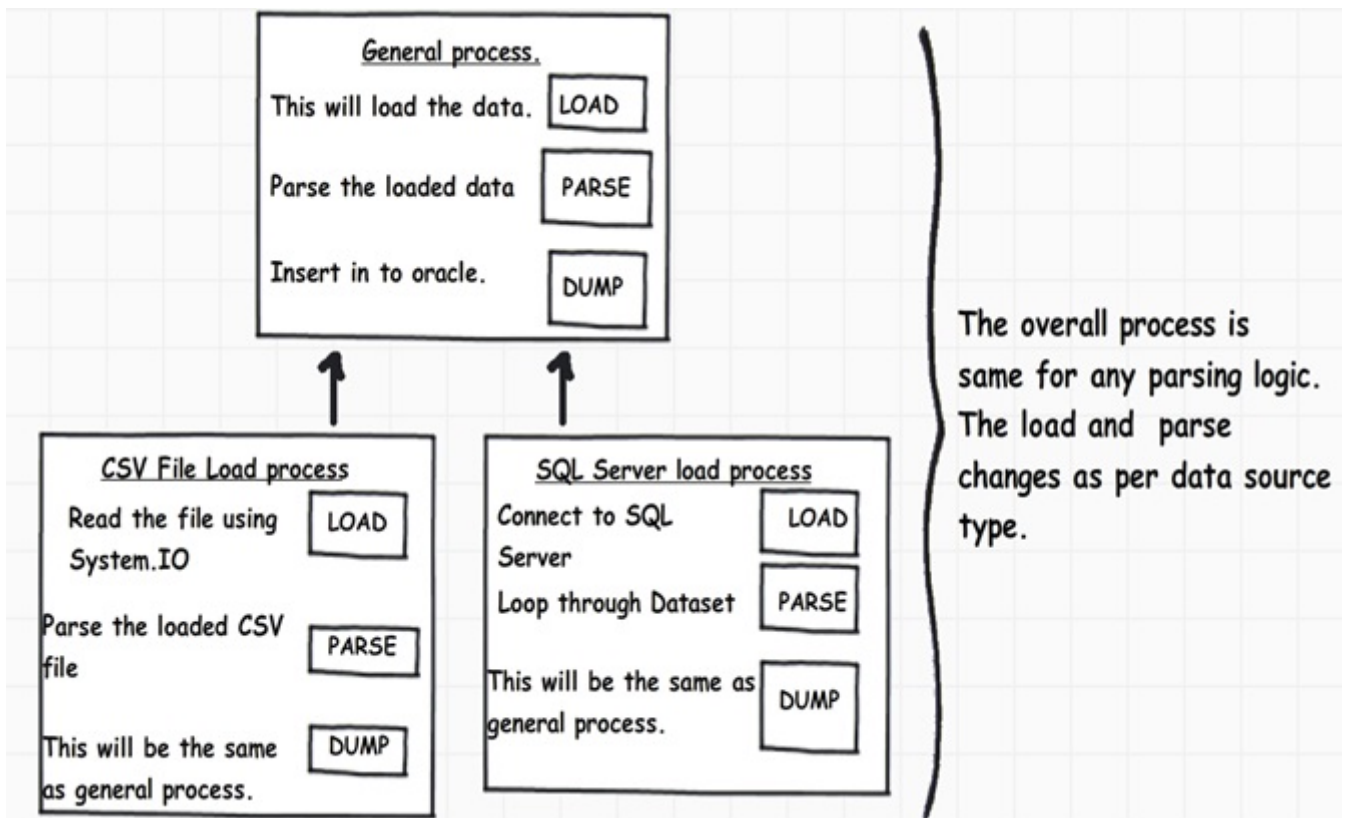 General process.
This will load the data. LOAD
Parse the loaded data PARSE
Insert in to oracle. DUMP
CSV File Load process
Read the file using LOAD
System.IO
Parse the loaded CSV
file PARSE
This will be the same DUMP
as general process.
SQL Server load process
Connect to SQL LOAD
Server
Loop through Dataset PARSE
This will be the same as DUMP
general process.
The overall process is
same for any parsing logic.
The load and parse
changes as per data source
type.